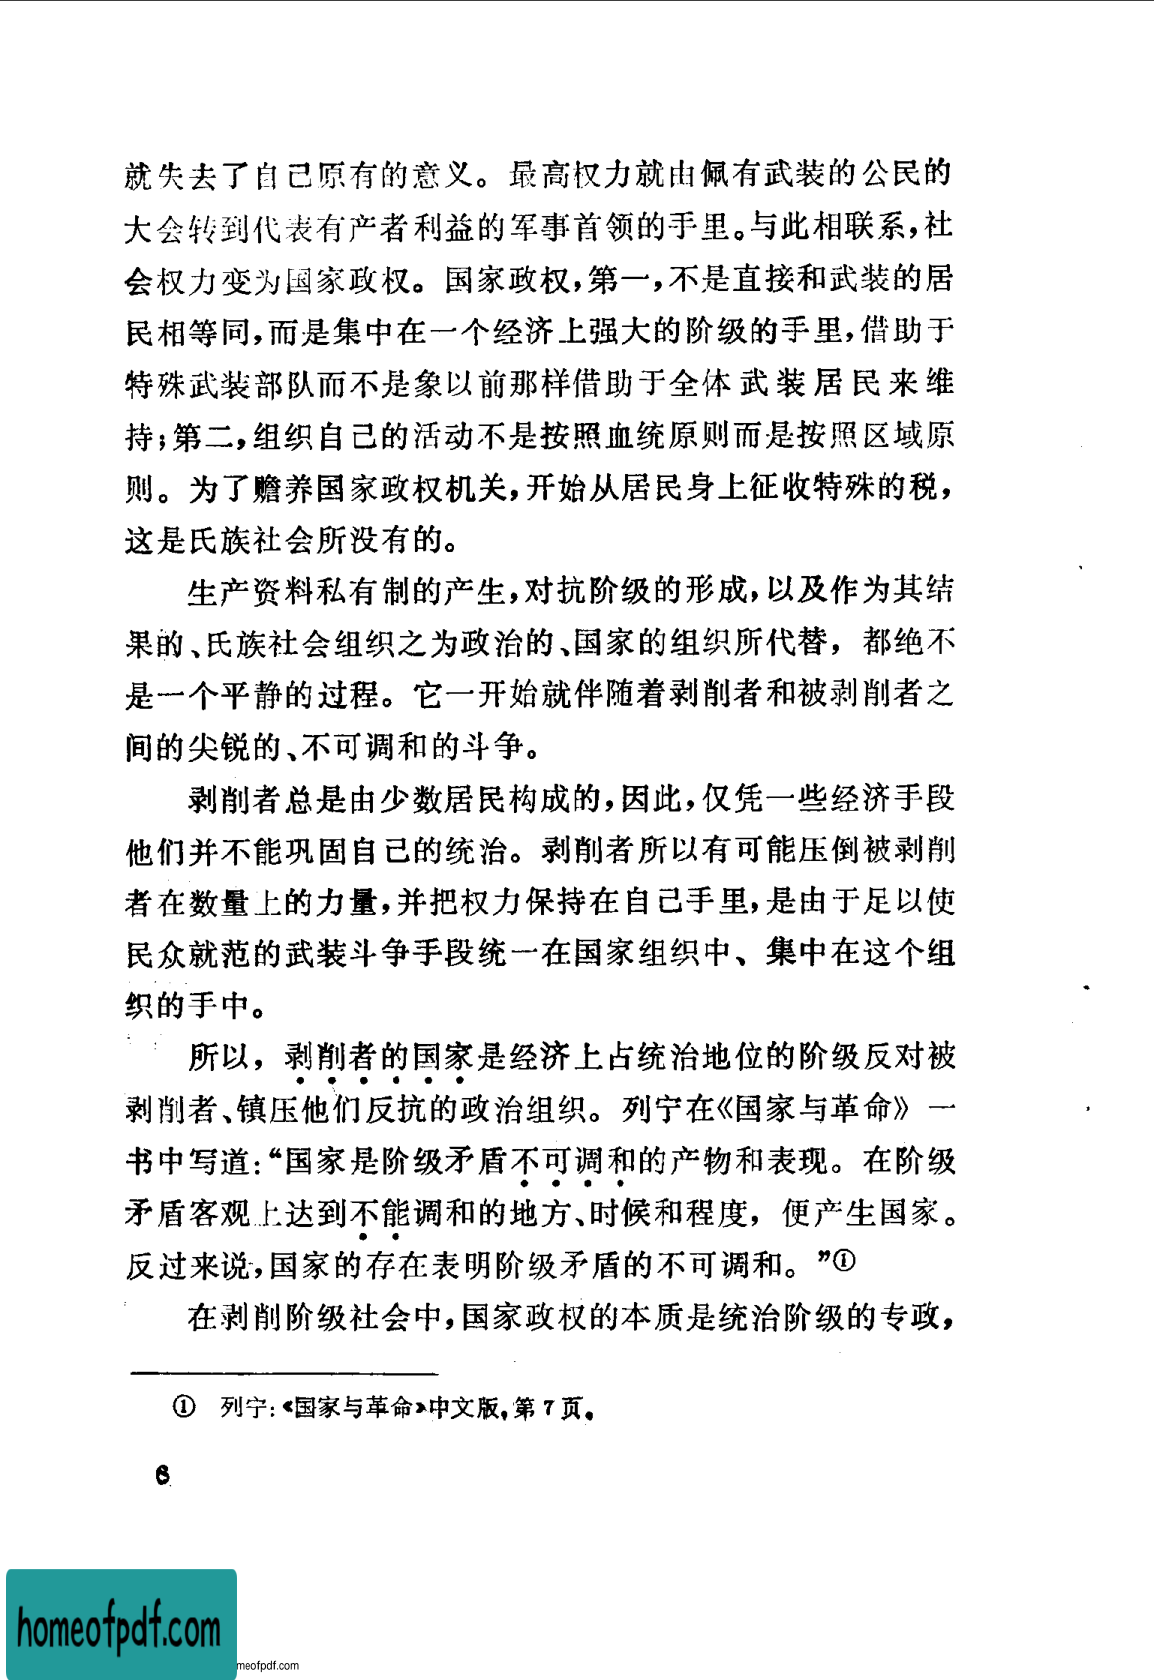 就失去了自己原有的意义。最高权力就由佩有武装的公民的
大会转到代表有产者利益的军事首领的手里。与此相联系，社
会权力变为国家政权。国家政权，第一，不是直接和武装的居
民相等同，而是集中在一个经济上强大的阶级的手里，借助于
特殊武装部队而不是象以前那样借助于全体武装居民来维
持；第二，组织自己的活动不是按照血统原则而是按照区域原
则。为了赡养国家政权机关，开始从居民身上征收特殊的税，
这是氏族社会所没有的。
生产资料私有制的产生，对抗阶级的形成，以及作为其结
果的、氏族社会组织之为政治的、国家的组织所代替，都绝不
是一个平静的过程。它一开始就伴随着剥削者和被剥削者之
间的尖锐的、不可调和的斗争。
剥削者总是由少数居民构成的，因此，仅凭一些经济手段
他们并不能巩固自己的统治。剥削者所以有可能压倒被剥削
者在数量上的力量，并把权力保持在自己手里，是由于足以使
民众就范的武装斗争手段统一在国家组织中、集中在这个组
织的手中。
所以，剥削者的国家是经济上占统治地位的阶级反对被
剥削者、镇压他们反抗的政治组织。列宁在《国家与革命》一
书中写道：“国家是阶级矛盾不可调和的产物和表现。在阶级
矛盾客观上达到不能调和的地方、时候和程度，便产生国家。
反过来说，国家的存在表明阶级矛盾的不可调和。”①
在剥削阶级社会中，国家政权的本质是统治阶级的专政，
① 列宁：《国家与革命》中文版，第7页。
6
homeofpdf.com
meofpdf.com